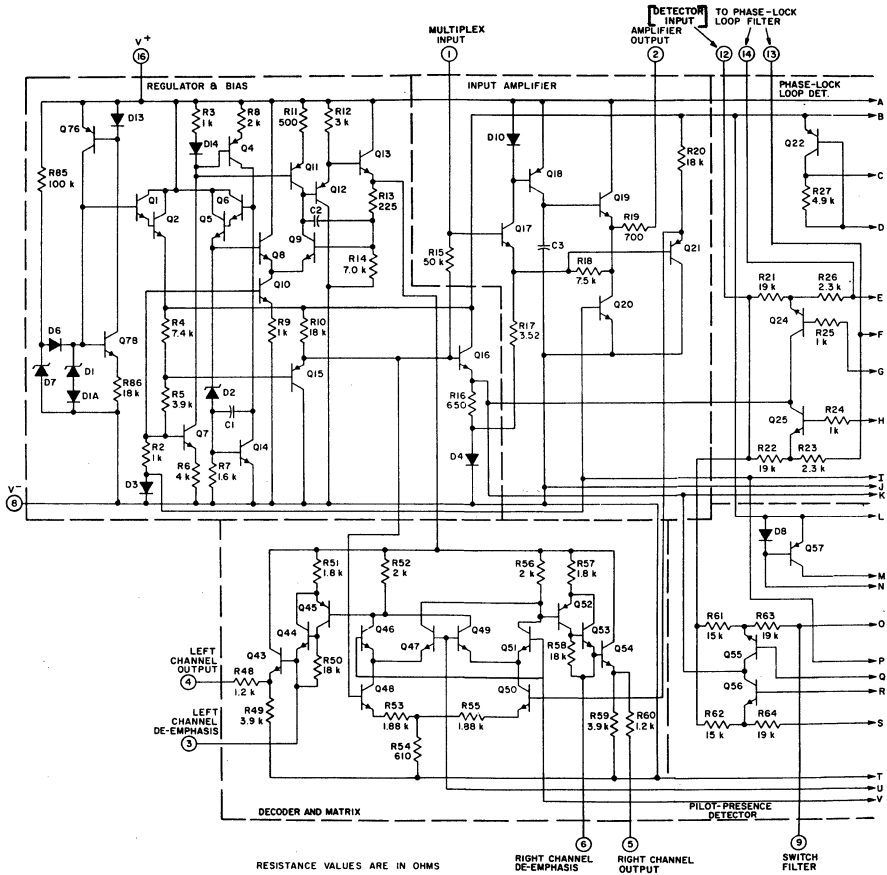 DETECTOR INPUT
TO PHASE-LOCK LOOP FILTER
MULTIPLEX INPUT
AMPLIFIER OUTPUT
V+
16
1
2
12
14
13
REGULATOR & BIAS
INPUT AMPLIFIER
PHASE-LOCK LOOP DET.
A
B
C
D
E
F
G
H
I
J
K
L
M
N
O
P
Q
R
S
T
U
V
D13
Q76
R85
100 k
R3
1 k
R8
2 k
D14
Q4
R11
500
R12
3 k
Q11
Q12
Q13
R13
225
Q1
Q2
Q5
Q6
C2
Q8
Q9
Q10
R14
7.0 k
R4
7.4 k
R9
1 k
R10
18 k
D6
D7
D1
D1A
Q78
R86
18 k
R5
3.9 k
D2
C1
Q15
R2
1 k
Q7
R6
4 k
R7
1.6 k
Q14
D3
V-
8
D10
Q18
Q17
R15
50 k
C3
Q19
R19
700
R20
18 k
R18
7.5 k
Q21
Q20
R17
3.52
Q16
R16
650
D4
Q22
R27
4.9 k
R21
19 k
R26
2.3 k
Q24
R25
1 k
Q25
R24
1 k
R22
19 k
R23
2.3 k
D8
Q57
R61
15 k
R63
19 k
Q55
Q56
R62
15 k
R64
19 k
R51
1.8 k
R52
2 k
R56
2 k
R57
1.8 k
Q45
Q44
Q43
Q46
Q47
Q49
Q51
Q52
Q53
Q54
R50
18 k
R58
18 k
LEFT CHANNEL OUTPUT
4
R48
1.2 k
R49
3.9 k
Q48
Q50
R53
1.88 k
R55
1.88 k
R54
610
R59
3.9 k
R60
1.2 k
LEFT CHANNEL DE-EMPHASIS
3
DECODER AND MATRIX
PILOT-PRESENCE DETECTOR
6
5
9
RIGHT CHANNEL DE-EMPHASIS
RIGHT CHANNEL OUTPUT
SWITCH FILTER
RESISTANCE VALUES ARE IN OHMS